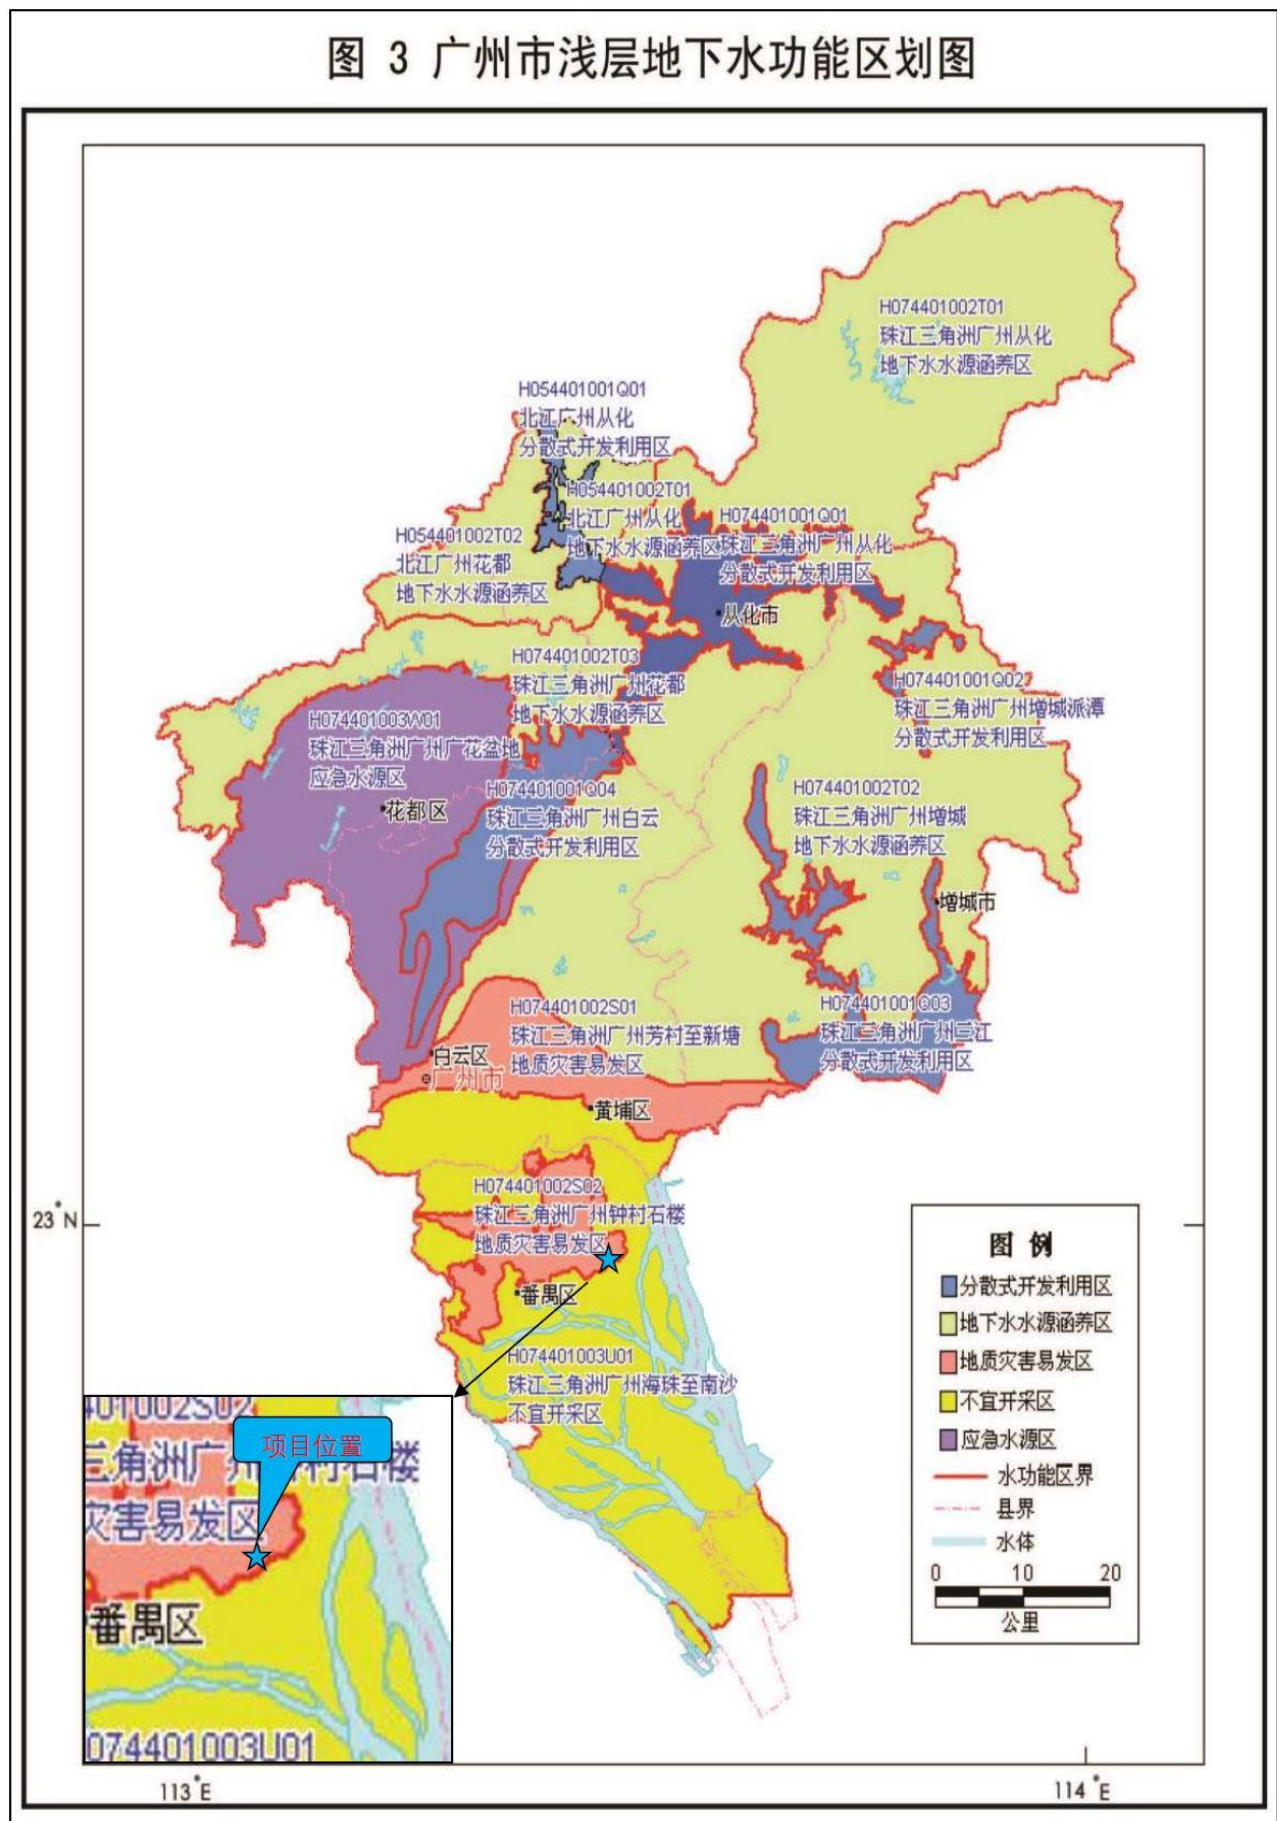 图 3 广州市浅层地下水功能区划图
H074401002T01
珠江三角洲广州从化
地下水水源涵养区
H054401001Q01
北江广州从化
分散式开发利用区
H054401002T01
北江广州从化
地下水水源涵养区
H074401001Q01
珠江三角洲广州从化
分散式开发利用区
H054401002T02
北江广州花都
地下水水源涵养区
从化市
H074401002T03
珠江三角洲广州花都
地下水水源涵养区
H074401001Q02
珠江三角洲广州增城派潭
分散式开发利用区
H074401003W01
珠江三角洲广州广花盆地
应急水源区
花都区
H074401001Q04
珠江三角洲广州白云
分散式开发利用区
H074401002T02
珠江三角洲广州增城
地下水水源涵养区
增城市
H074401002S01
珠江三角洲广州芳村至新塘
地质灾害易发区
H074401001Q03
珠江三角洲广州三江
分散式开发利用区
白云区
广州市
黄埔区
H074401002S02
珠江三角洲广州钟村石楼
地质灾害易发区
番禺区
H074401003U01
珠江三角洲广州海珠至南沙
不宜开采区
23°N
图 例
分散式开发利用区
地下水水源涵养区
地质灾害易发区
不宜开采区
应急水源区
水功能区界
县界
水体
0 10 20
公里
401002S02
项目位置
三角洲广州 村石楼
灾害易发区
番禺区
074401003U01
113°E
114°E